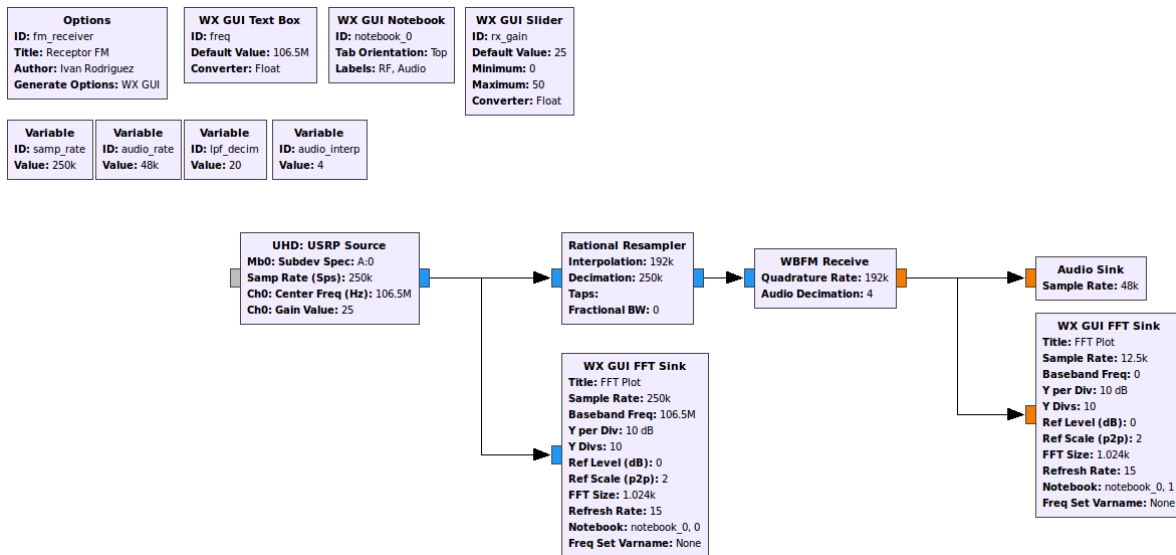 Options
ID: fm_receiver
Title: Receptor FM
Author: Ivan Rodriguez
Generate Options: WX GUI
WX GUI Text Box
ID: freq
Default Value: 106.5M
Converter: Float
WX GUI Notebook
ID: notebook_0
Tab Orientation: Top
Labels: RF, Audio
WX GUI Slider
ID: rx_gain
Default Value: 25
Minimum: 0
Maximum: 50
Converter: Float
Variable
ID: samp_rate
Value: 250k
Variable
ID: audio_rate
Value: 48k
Variable
ID: lpf_decim
Value: 20
Variable
ID: audio_interp
Value: 4
UHD: USRP Source
Mb0: Subdev Spec: A:0
Samp Rate (Sps): 250k
Ch0: Center Freq (Hz): 106.5M
Ch0: Gain Value: 25
Rational Resampler
Interpolation: 192k
Decimation: 250k
Taps:
Fractional BW: 0
WBFM Receive
Quadrature Rate: 192k
Audio Decimation: 4
Audio Sink
Sample Rate: 48k
WX GUI FFT Sink
Title: FFT Plot
Sample Rate: 250k
Baseband Freq: 106.5M
Y per Div: 10 dB
Y Divs: 10
Ref Level (dB): 0
Ref Scale (p2p): 2
FFT Size: 1.024k
Refresh Rate: 15
Notebook: notebook_0, 0
Freq Set Varname: None
WX GUI FFT Sink
Title: FFT Plot
Sample Rate: 12.5k
Baseband Freq: 0
Y per Div: 10 dB
Y Divs: 10
Ref Level (dB): 0
Ref Scale (p2p): 2
FFT Size: 1.024k
Refresh Rate: 15
Notebook: notebook_0, 1
Freq Set Varname: None